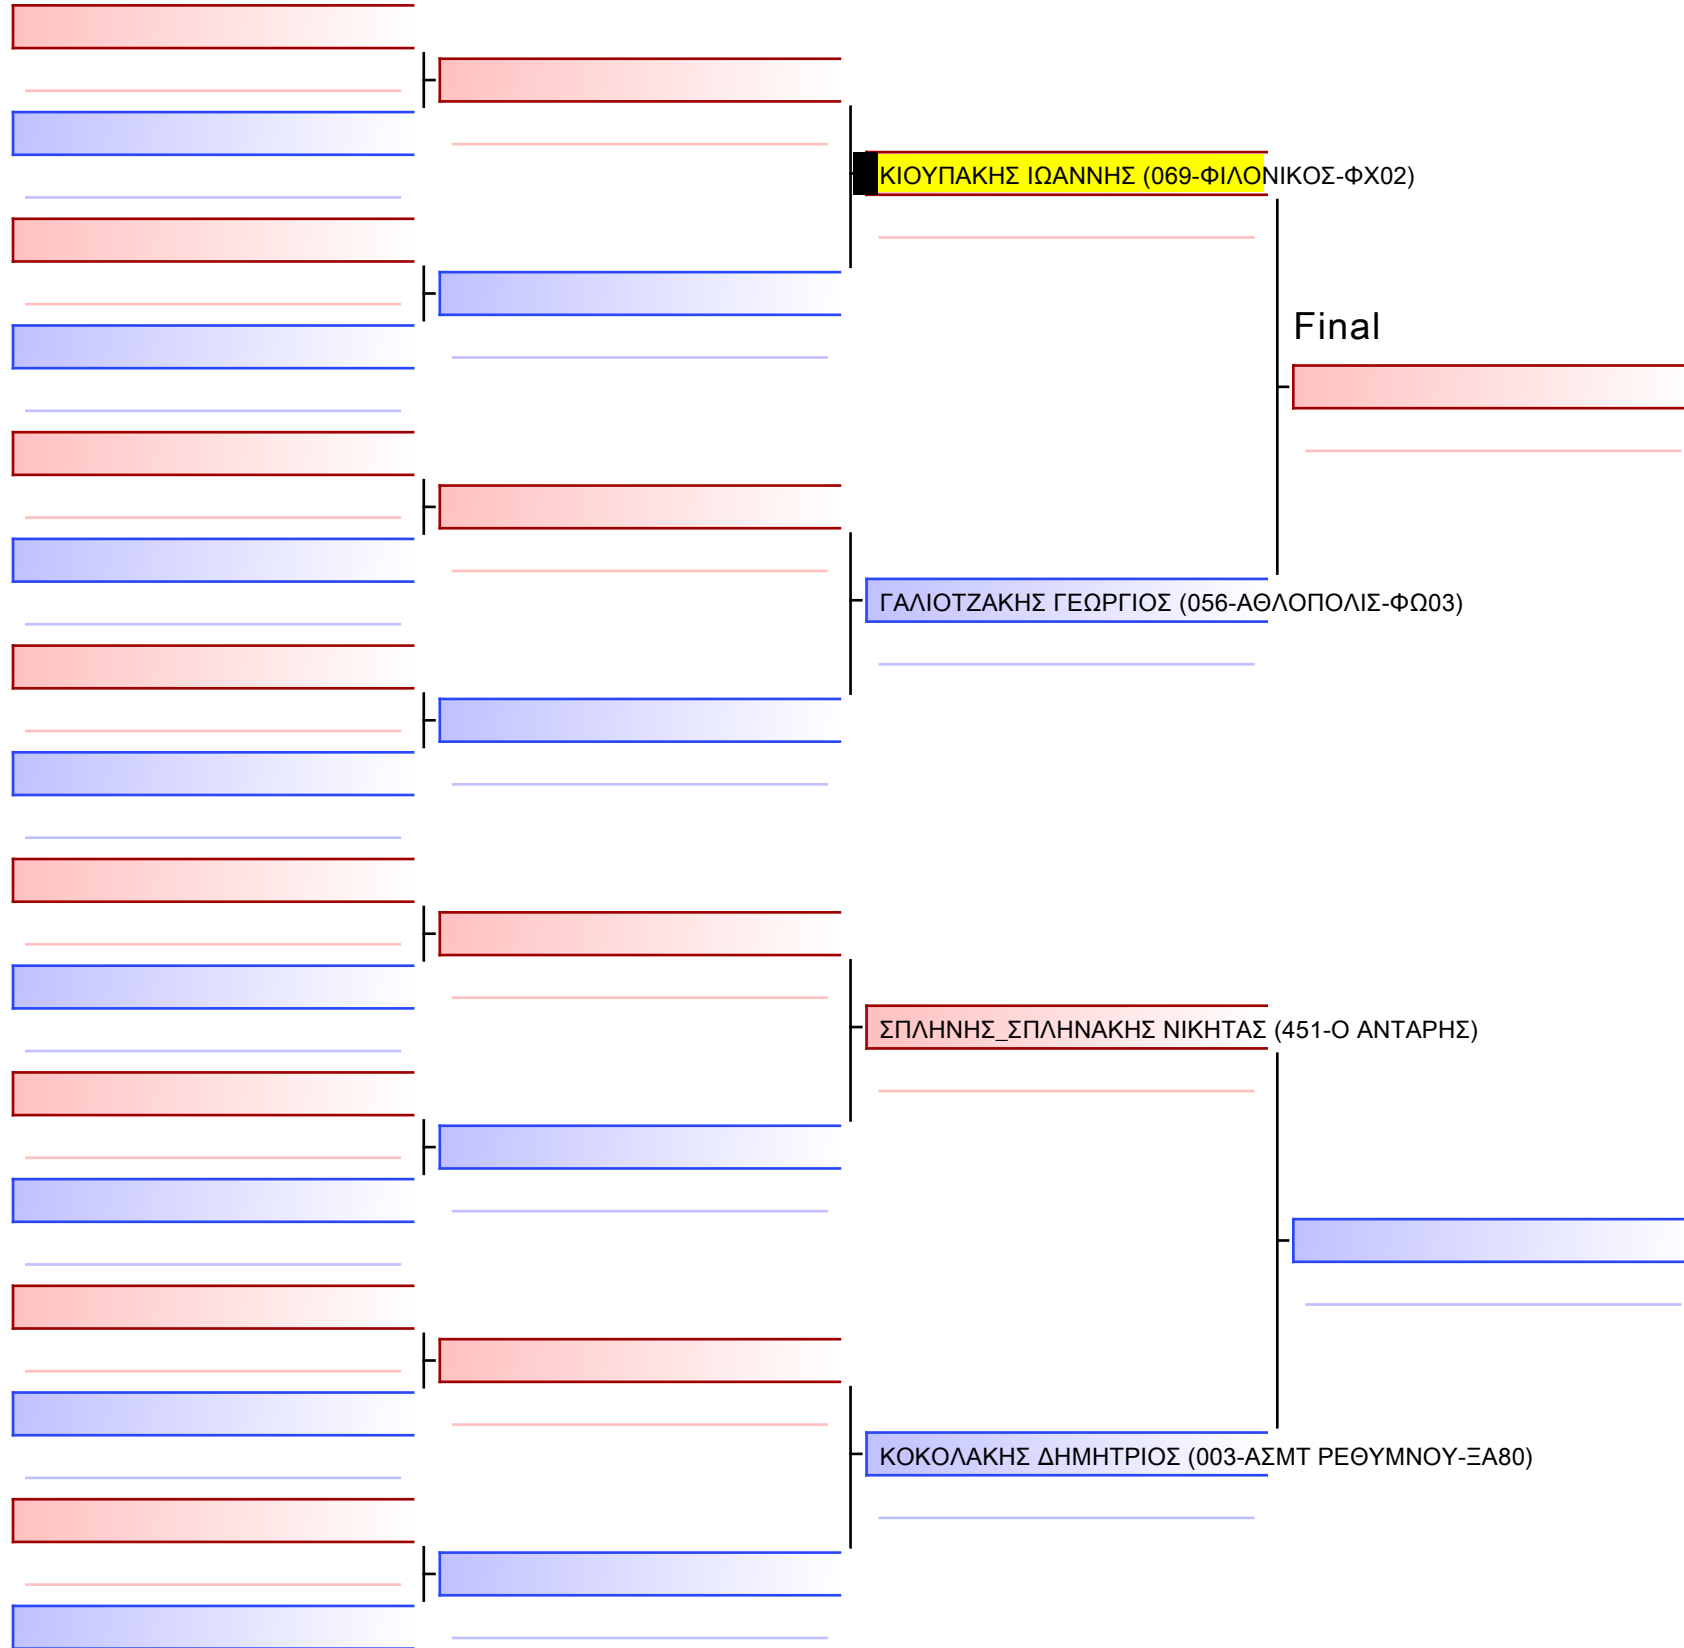 ΚΙΟΥΠΑΚΗΣ ΙΩΑΝΝΗΣ (069-ΦΙΛΟΝΙΚΟΣ-ΦΧ02)
Final
ΓΑΛΙΟΤΖΑΚΗΣ ΓΕΩΡΓΙΟΣ (056-ΑΘΛΟΠΟΛΙΣ-ΦΩ03)
ΣΠΛΗΝΗΣ_ΣΠΛΗΝΑΚΗΣ ΝΙΚΗΤΑΣ (451-Ο ΑΝΤΑΡΗΣ)
ΚΟΚΟΛΑΚΗΣ ΔΗΜΗΤΡΙΟΣ (003-ΑΣΜΤ ΡΕΘΥΜΝΟΥ-ΞΑ80)